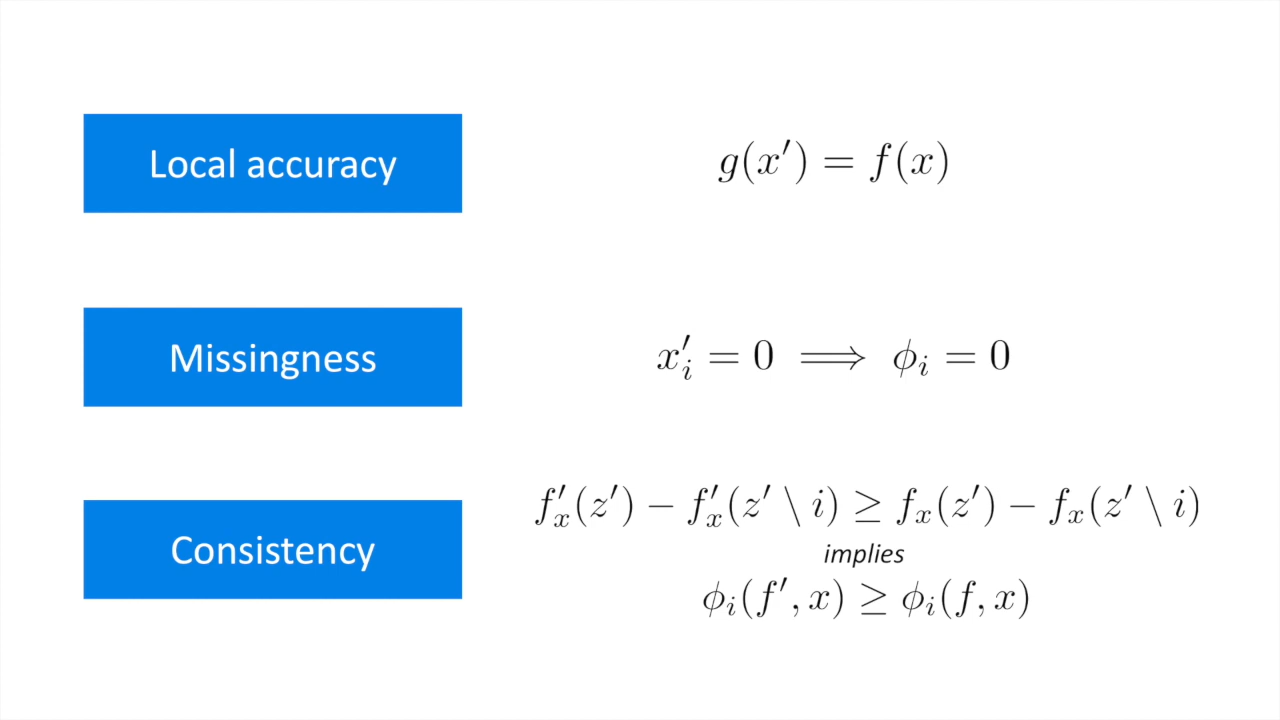 Local accuracy
g(x′) = f(x)
Missingness
x′ᵢ = 0 ⟹ ϕᵢ = 0
Consistency
f′ₓ(z′) − f′ₓ(z′ \ i) ≥ fₓ(z′) − fₓ(z′ \ i)
implies
ϕᵢ(f′, x) ≥ ϕᵢ(f, x)